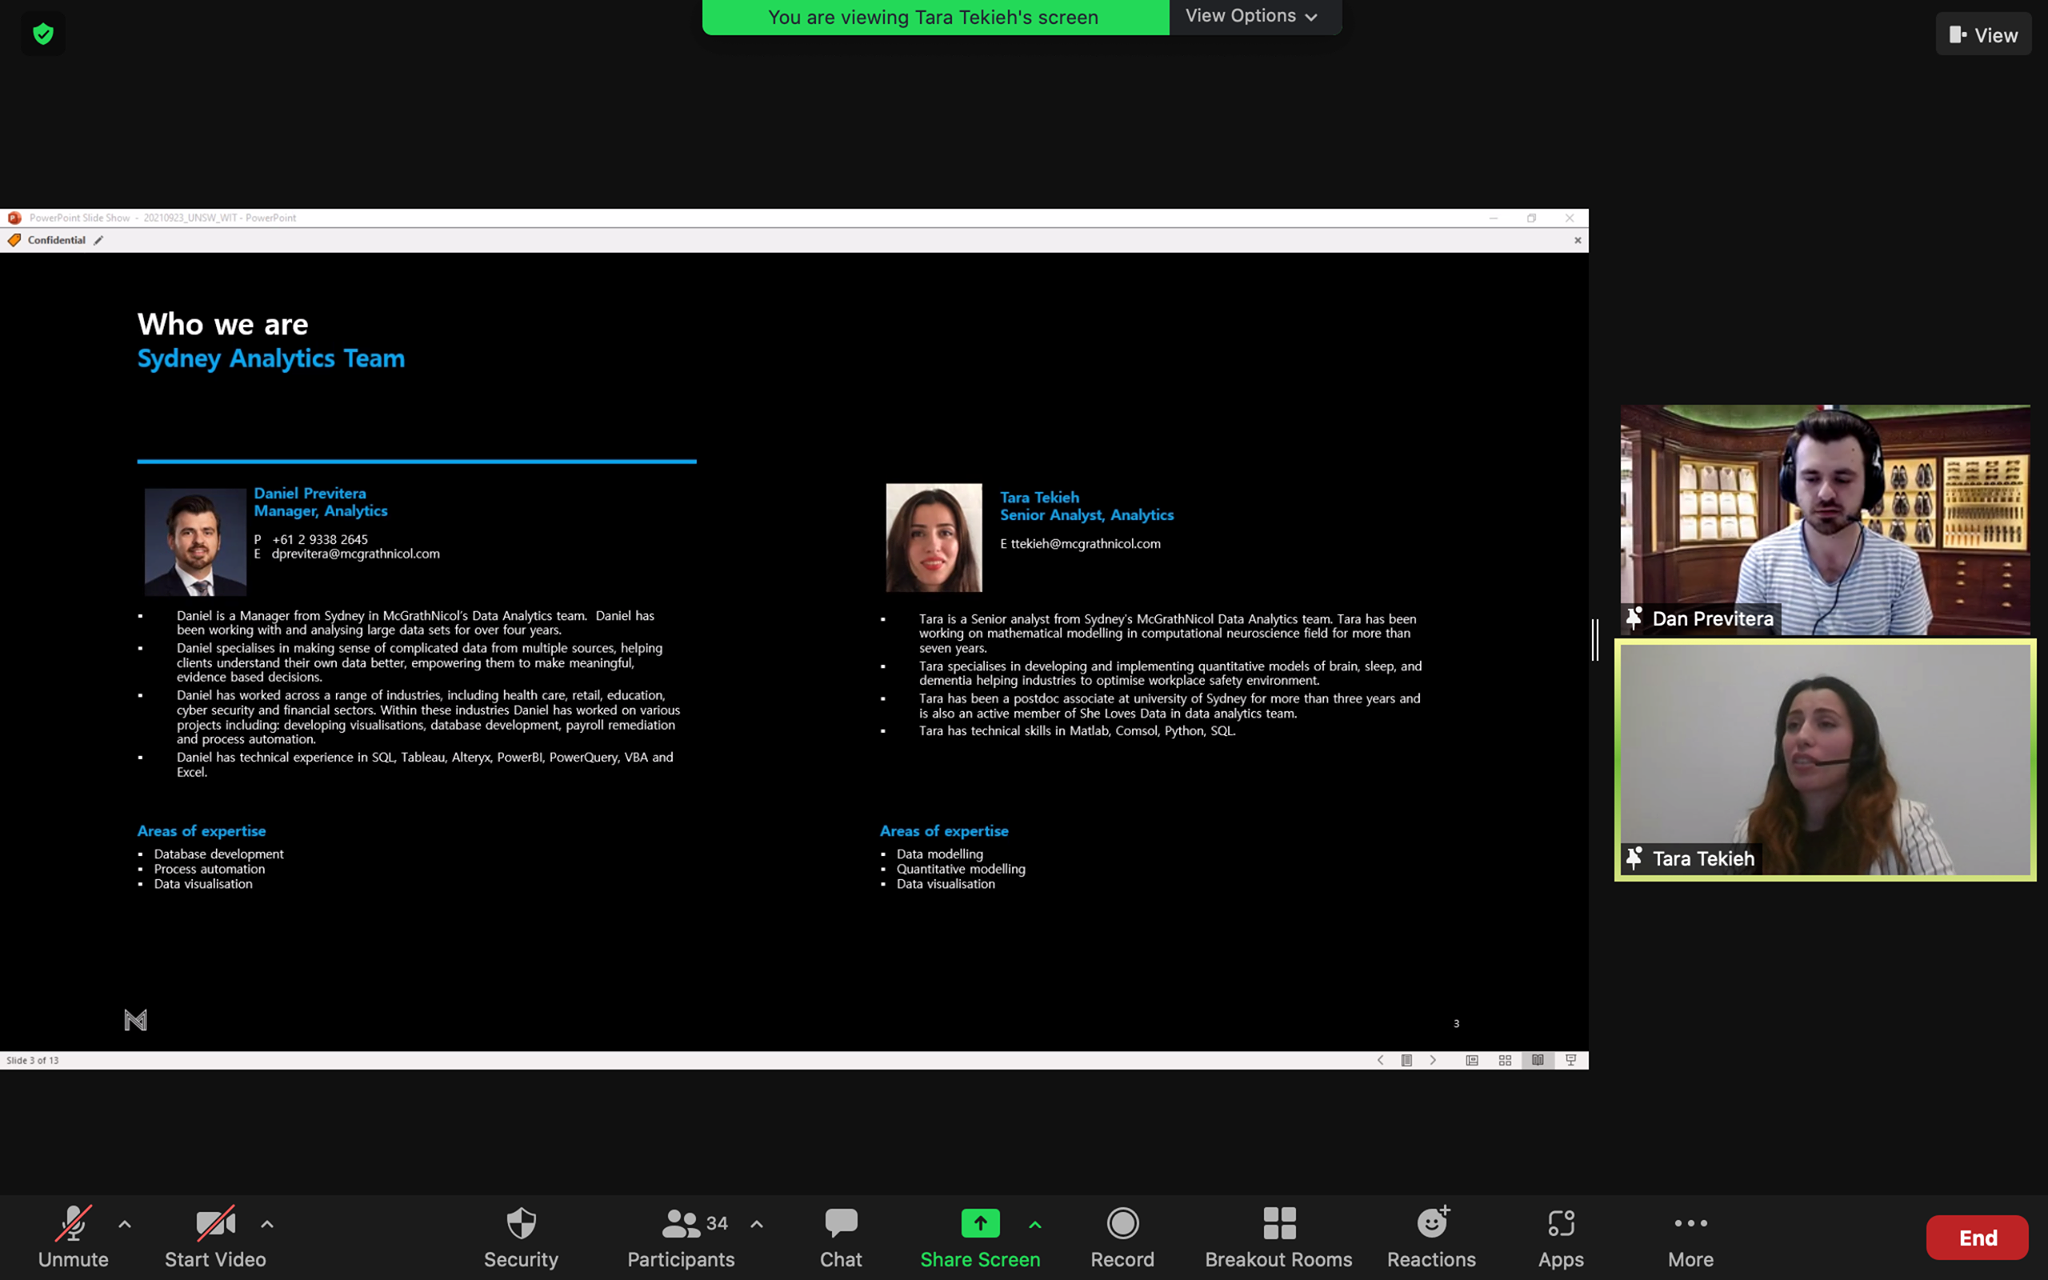 You are viewing Tara Tekieh's screen
View Options
View
PowerPoint Slide Show - 20210923_UNSW_WIT - PowerPoint
Confidential
Who we are
Sydney Analytics Team
Daniel Previtera
Manager, Analytics
P +61 2 9338 2645
E dprevitera@mcgrathnicol.com
▪ Daniel is a Manager from Sydney in McGrathNicol's Data Analytics team. Daniel has
been working with and analysing large data sets for over four years.
▪ Daniel specialises in making sense of complicated data from multiple sources, helping
clients understand their own data better, empowering them to make meaningful,
evidence based decisions.
▪ Daniel has worked across a range of industries, including health care, retail, education,
cyber security and financial sectors. Within these industries Daniel has worked on various
projects including: developing visualisations, database development, payroll remediation
and process automation.
▪ Daniel has technical experience in SQL, Tableau, Alteryx, PowerBI, PowerQuery, VBA and
Excel.
Areas of expertise
▪ Database development
▪ Process automation
▪ Data visualisation
Tara Tekieh
Senior Analyst, Analytics
E ttekieh@mcgrathnicol.com
▪ Tara is a Senior analyst from Sydney's McGrathNicol Data Analytics team. Tara has been
working on mathematical modelling in computational neuroscience field for more than
seven years.
▪ Tara specialises in developing and implementing quantitative models of brain, sleep, and
dementia helping industries to optimise workplace safety environment.
▪ Tara has been a postdoc associate at university of Sydney for more than three years and
is also an active member of She Loves Data in data analytics team.
▪ Tara has technical skills in Matlab, Comsol, Python, SQL.
Areas of expertise
▪ Data modelling
▪ Quantitative modelling
▪ Data visualisation
3
Slide 3 of 13
Dan Previtera
Tara Tekieh
Unmute
Start Video
Security
34
Participants
Chat
Share Screen
Record
Breakout Rooms
Reactions
Apps
More
End